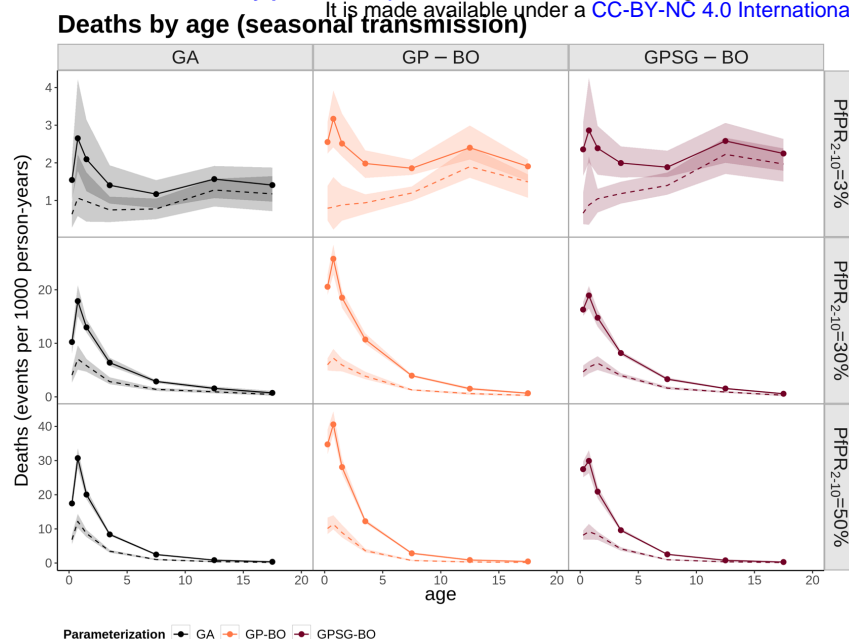 It is made available under a CC-BY-NC 4.0 Internationa
Deaths by age (seasonal transmission)
GA GP − BO GPSG − BO
Deaths (events per 1000 person-years)
4
3
2
1
PfPR2-10=3%
20
10
0
PfPR2-10=30%
40
30
20
10
0
PfPR2-10=50%
0 5 10 15 20 0 5 10 15 20 0 5 10 15 20
age
Parameterization GA GP-BO GPSG-BO